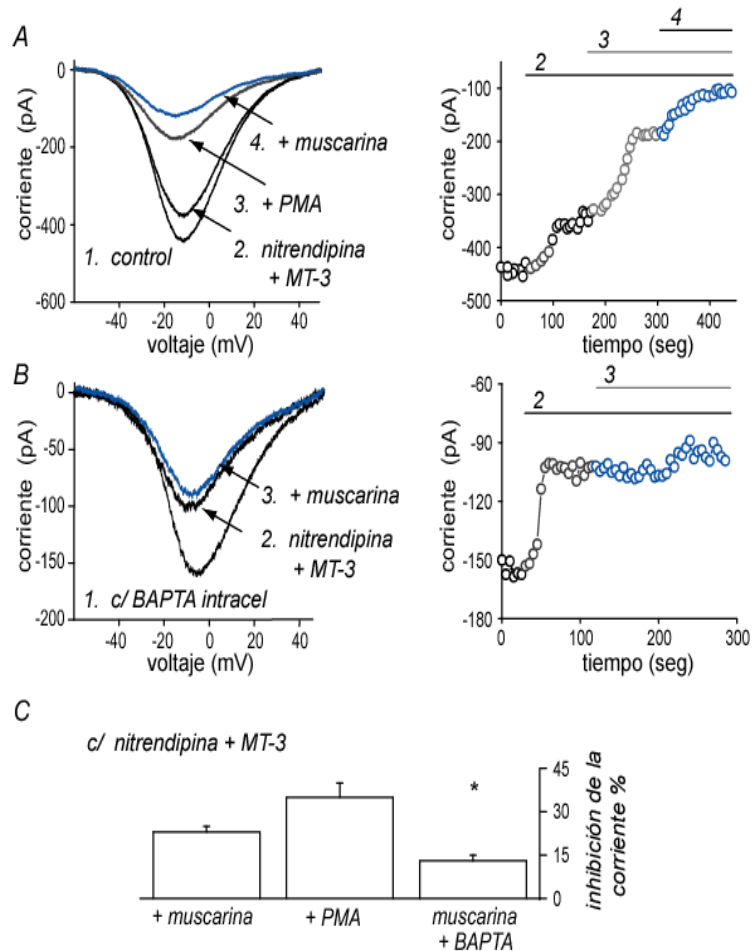 A
0
-200
-400
-600
corriente (pA)
-40 -20 0 20 40
voltaje (mV)
1. control
2. nitrendipina
+ MT-3
3. + PMA
4. + muscarina
4
3
2
-100
-200
-300
-400
-500
corriente (pA)
0 100 200 300 400
tiempo (seg)
B
0
-50
-100
-150
-200
corriente (pA)
-40 -20 0 20 40
voltaje (mV)
3. + muscarina
2. nitrendipina
+ MT-3
1. c/ BAPTA intracel
3
2
-60
-90
-120
-150
-180
corriente (pA)
0 100 200 300
tiempo (seg)
C
c/ nitrendipina + MT-3
*
45
30
15
0
inhibición de la
corriente %
+ muscarina
+ PMA
muscarina
+ BAPTA